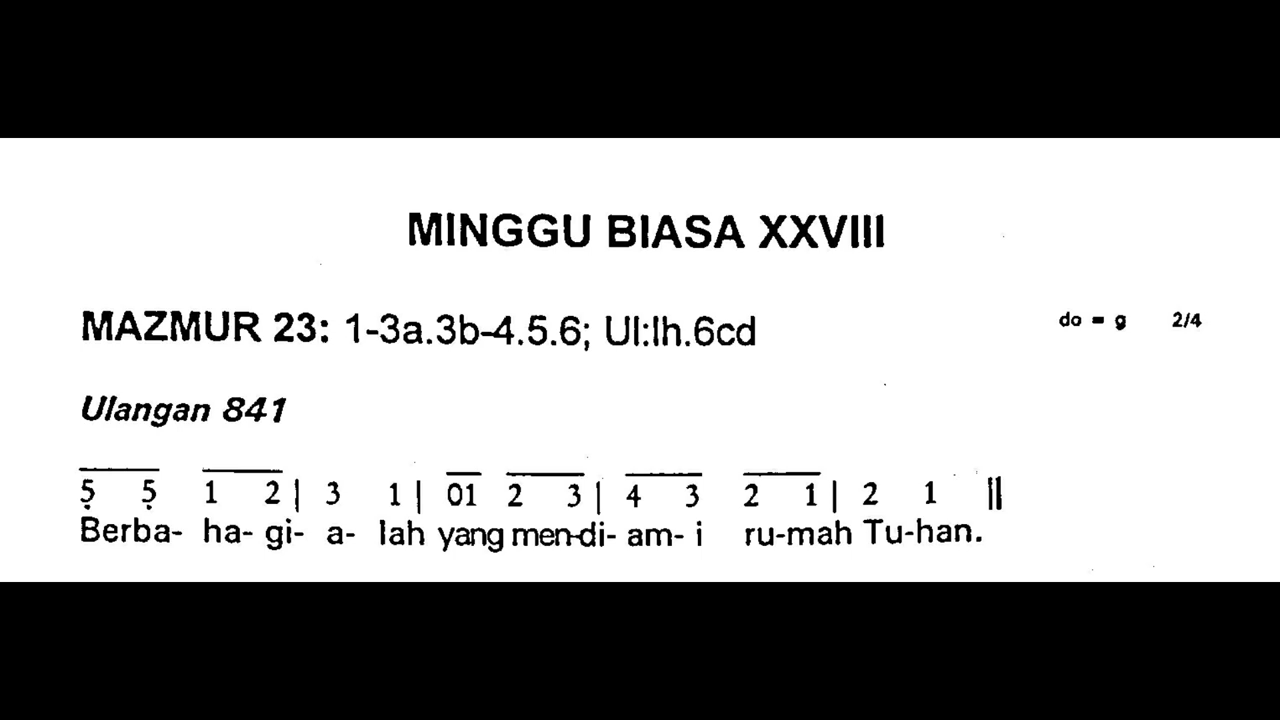 MINGGU BIASA XXVIII
MAZMUR 23: 1-3a.3b-4.5.6; Ul:lh.6cd
do = g 2/4
Ulangan 841
5̣ 5̣ 1 2 | 3 1 | 01 2 3 | 4 3 2 1 | 2 1 ||
Berba- ha- gi- a- lah yang men-di- am- i ru-mah Tu-han.